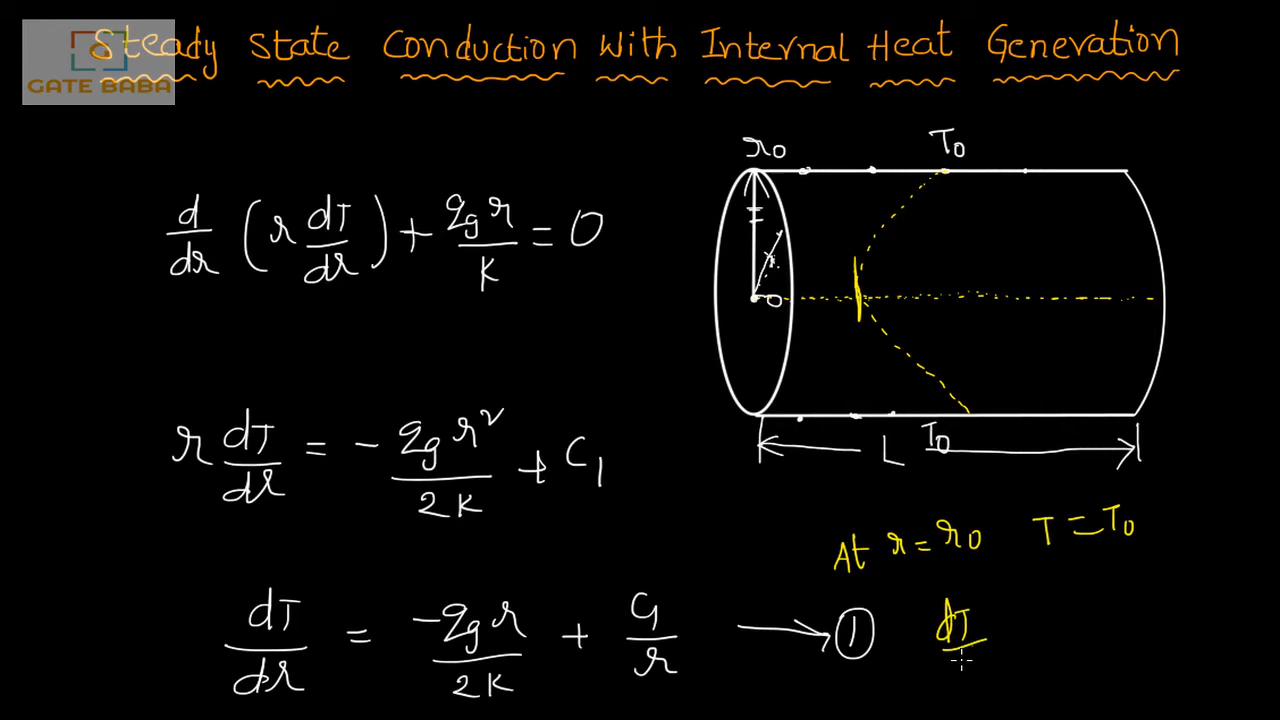 Steady State Conduction With Internal Heat Generation
GATE BABA
r0
T0
d/dr (r dT/dr) + qg r/K = 0
r
0
r dT/dr = - qg r²/2K + C1
L
T0
At r = r0 T = T0
dT/dr = -qg r/2K + C1/r → 1
dT